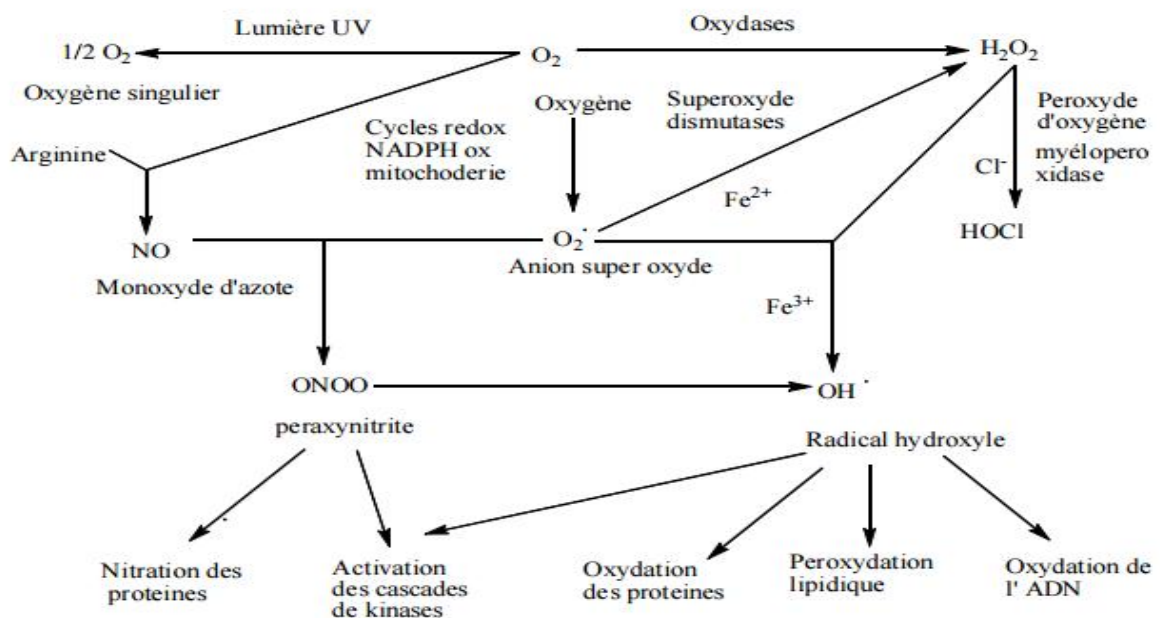 Lumière UV
Oxydases
1/2 O₂
O₂
H₂O₂
Oxygène singulier
Oxygène
Superoxyde
dismutases
Peroxyde
d'oxygène
myélopero
xidase
Cycles redox
NADPH ox
mitochoderie
Arginine
Cl⁻
Fe²⁺
NO
O₂˙
HOCl
Monoxyde d'azote
Anion super oxyde
Fe³⁺
ONOO
OH ˙
peraxynitrite
Radical hydroxyle
Nitration des
proteines
Activation
des cascades
de kinases
Oxydation
des proteines
Peroxydation
lipidique
Oxydation de
l' ADN